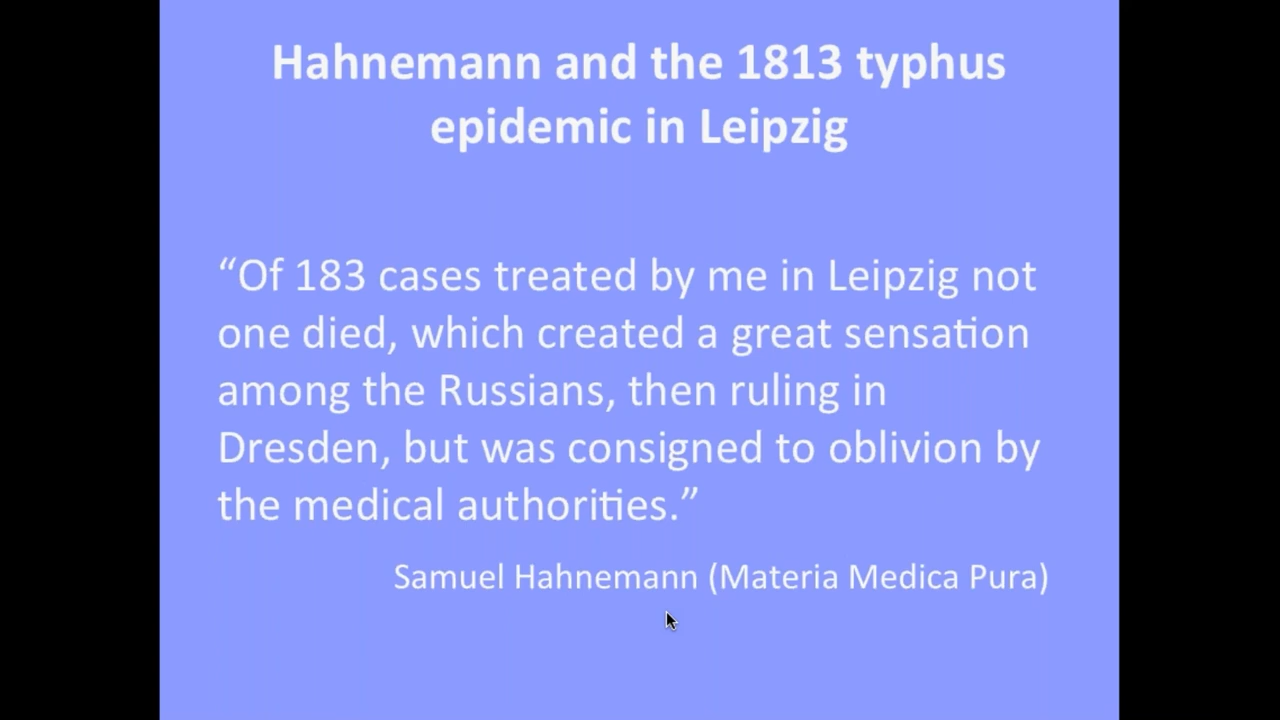 Hahnemann and the 1813 typhus
epidemic in Leipzig
“Of 183 cases treated by me in Leipzig not
one died, which created a great sensation
among the Russians, then ruling in
Dresden, but was consigned to oblivion by
the medical authorities.”
Samuel Hahnemann (Materia Medica Pura)